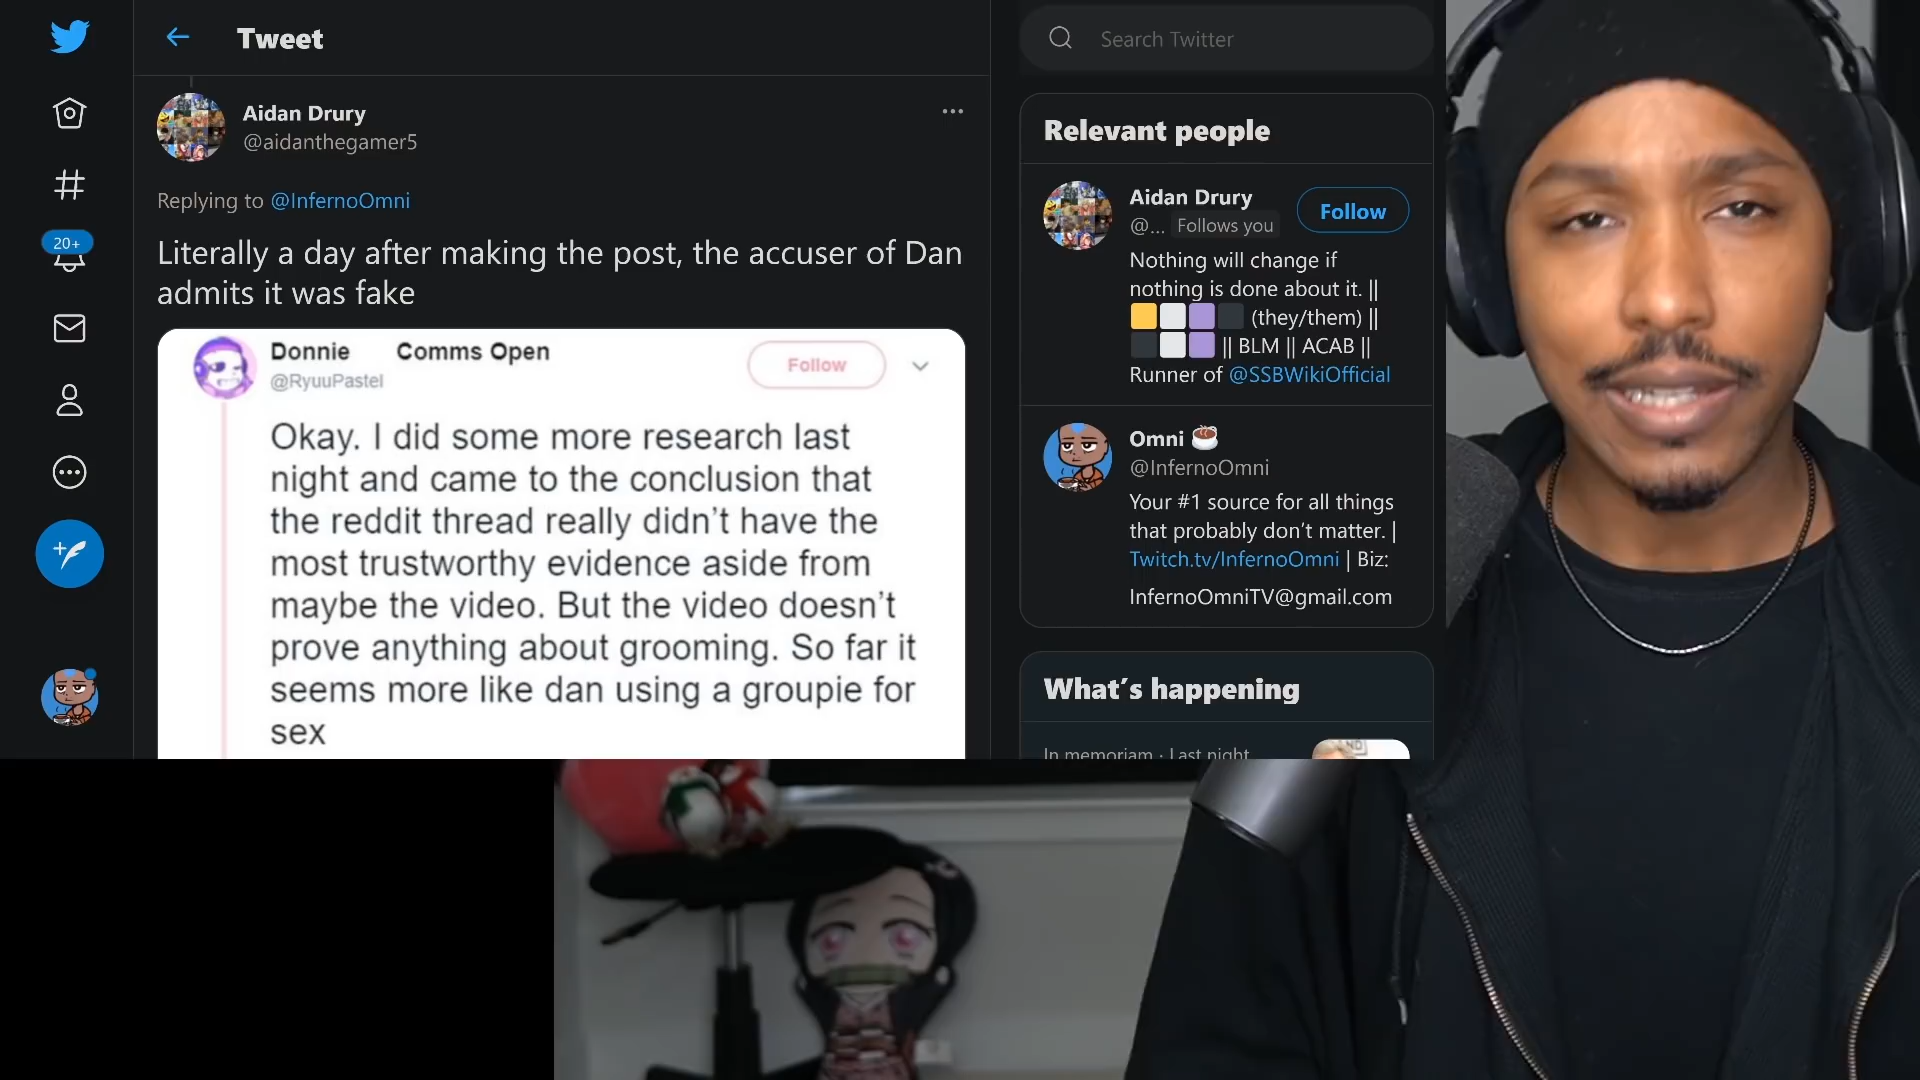 Tweet
Aidan Drury
@aidanthegamer5
Replying to @InfernoOmni
Literally a day after making the post, the accuser of Dan
admits it was fake
Donnie Comms Open
@RyuuPastel
Follow
Okay. I did some more research last
night and came to the conclusion that
the reddit thread really didn't have the
most trustworthy evidence aside from
maybe the video. But the video doesn't
prove anything about grooming. So far it
seems more like dan using a groupie for
sex
20+
Search Twitter
Relevant people
Aidan Drury
@... Follows you
Follow
Nothing will change if
nothing is done about it. ||
(they/them) ||
|| BLM || ACAB ||
Runner of @SSBWikiOfficial
Omni
@InfernoOmni
Your #1 source for all things
that probably don't matter. |
Twitch.tv/InfernoOmni | Biz:
InfernoOmniTV@gmail.com
What's happening
In memoriam · Last night